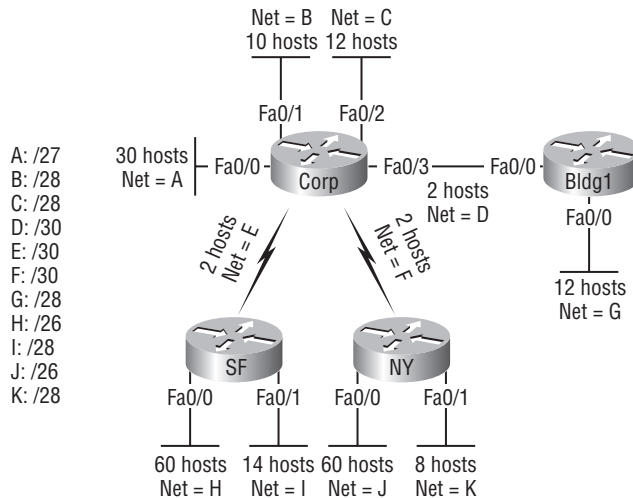 Net = B
10 hosts
Net = C
12 hosts
Fa0/1
Fa0/2
A: /27
B: /28
C: /28
D: /30
E: /30
F: /30
G: /28
H: /26
I: /28
J: /26
K: /28
30 hosts
Net = A
Fa0/0
Corp
Fa0/3
2 hosts
Net = D
Fa0/0
Bldg1
Fa0/0
12 hosts
Net = G
2 hosts
Net = E
2 hosts
Net = F
SF
Fa0/0
Fa0/1
NY
Fa0/0
Fa0/1
60 hosts
Net = H
14 hosts
Net = I
60 hosts
Net = J
8 hosts
Net = K